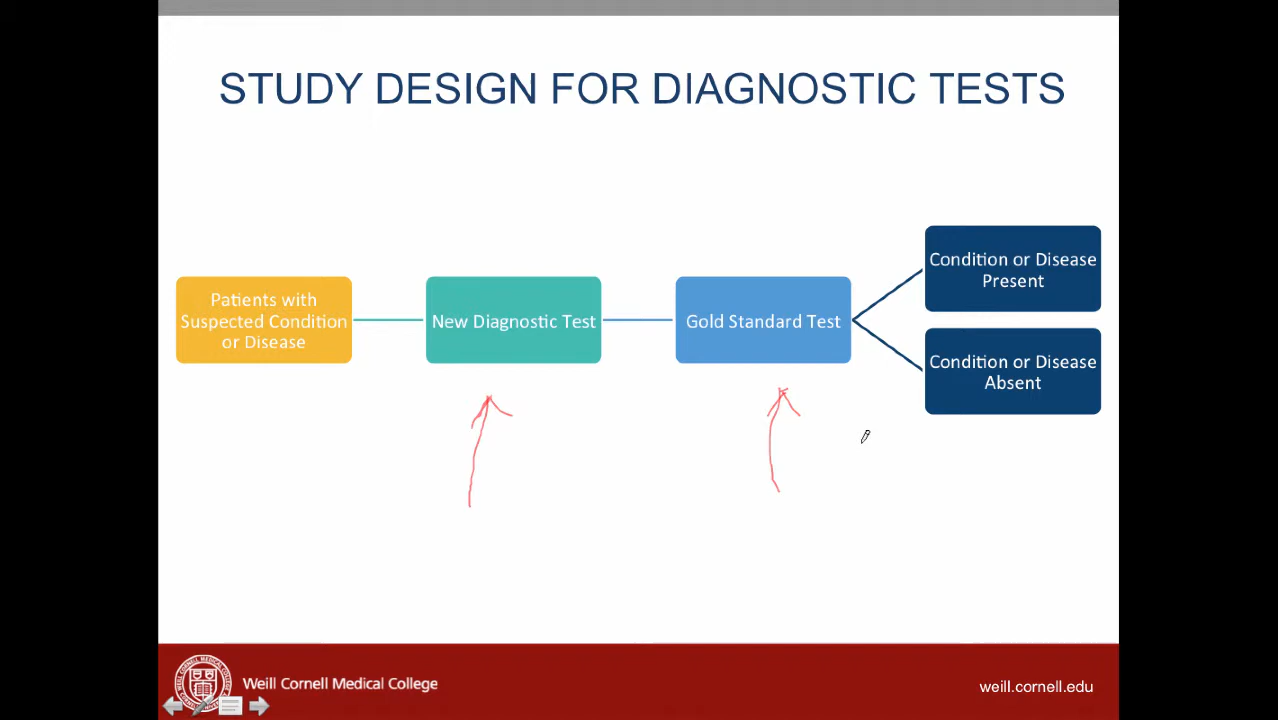 STUDY DESIGN FOR DIAGNOSTIC TESTS
Patients with
Suspected Condition
or Disease
New Diagnostic Test
Gold Standard Test
Condition or Disease
Present
Condition or Disease
Absent
Weill Cornell Medical College
weill.cornell.edu